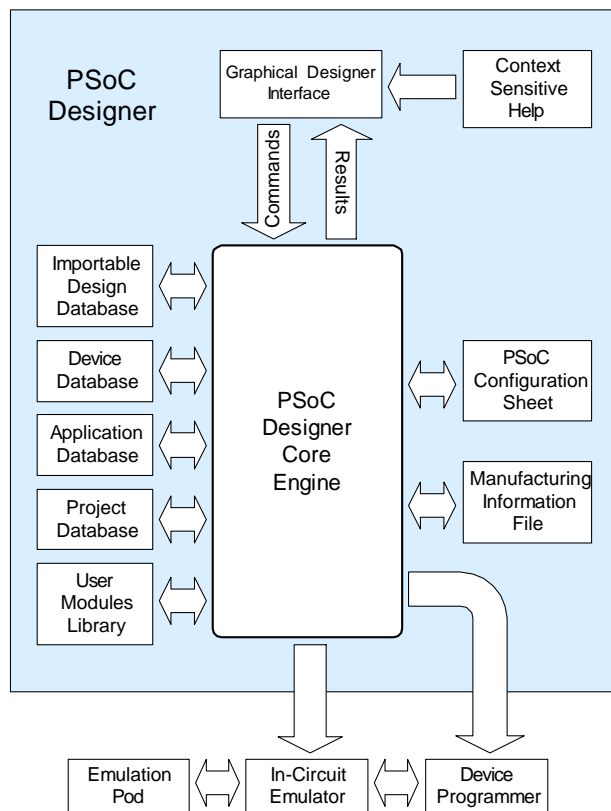 PSoC
Designer
Graphical Designer
Interface
Context
Sensitive
Help
Commands
Results
Importable
Design
Database
Device
Database
Application
Database
Project
Database
User
Modules
Library
PSoC
Designer
Core
Engine
PSoC
Configuration
Sheet
Manufacturing
Information
File
Emulation
Pod
In-Circuit
Emulator
Device
Programmer